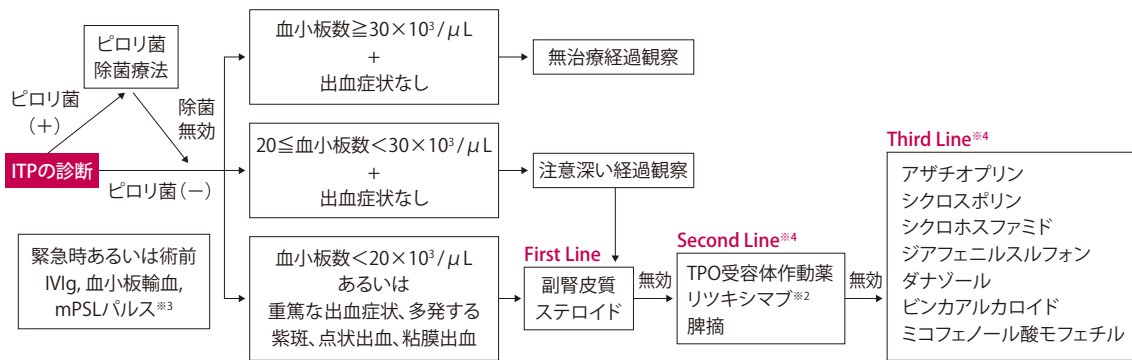 ピロリ菌
除菌療法
ピロリ菌
（＋）
除菌
無効
ITPの診断
ピロリ菌（－）
緊急時あるいは術前
IVIg, 血小板輸血,
mPSLパルス※3
血小板数≧30×10³/μL
＋
出血症状なし
無治療経過観察
20≦血小板数＜30×10³/μL
＋
出血症状なし
注意深い経過観察
血小板数＜20×10³/μL
あるいは
重篤な出血症状、多発する
紫斑、点状出血、粘膜出血
First Line
副腎皮質
ステロイド
無効
Second Line※4
TPO受容体作動薬
リツキシマブ※2
脾摘
無効
Third Line※4
アザチオプリン
シクロスポリン
シクロホスファミド
ジアフェニルスルフォン
ダナゾール
ビンカアルカロイド
ミコフェノール酸モフェチル